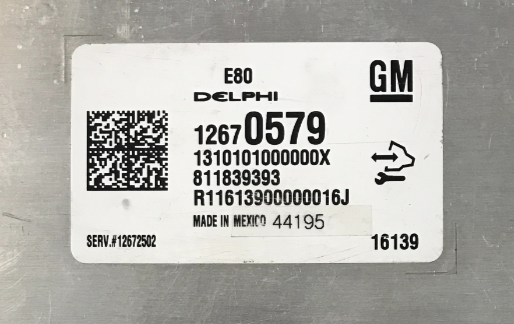 E80
GM
DELPHI
12670579
1310101000000X
811839393
R11613900000016J
MADE IN MEXICO 44195
SERV.#12672502
16139